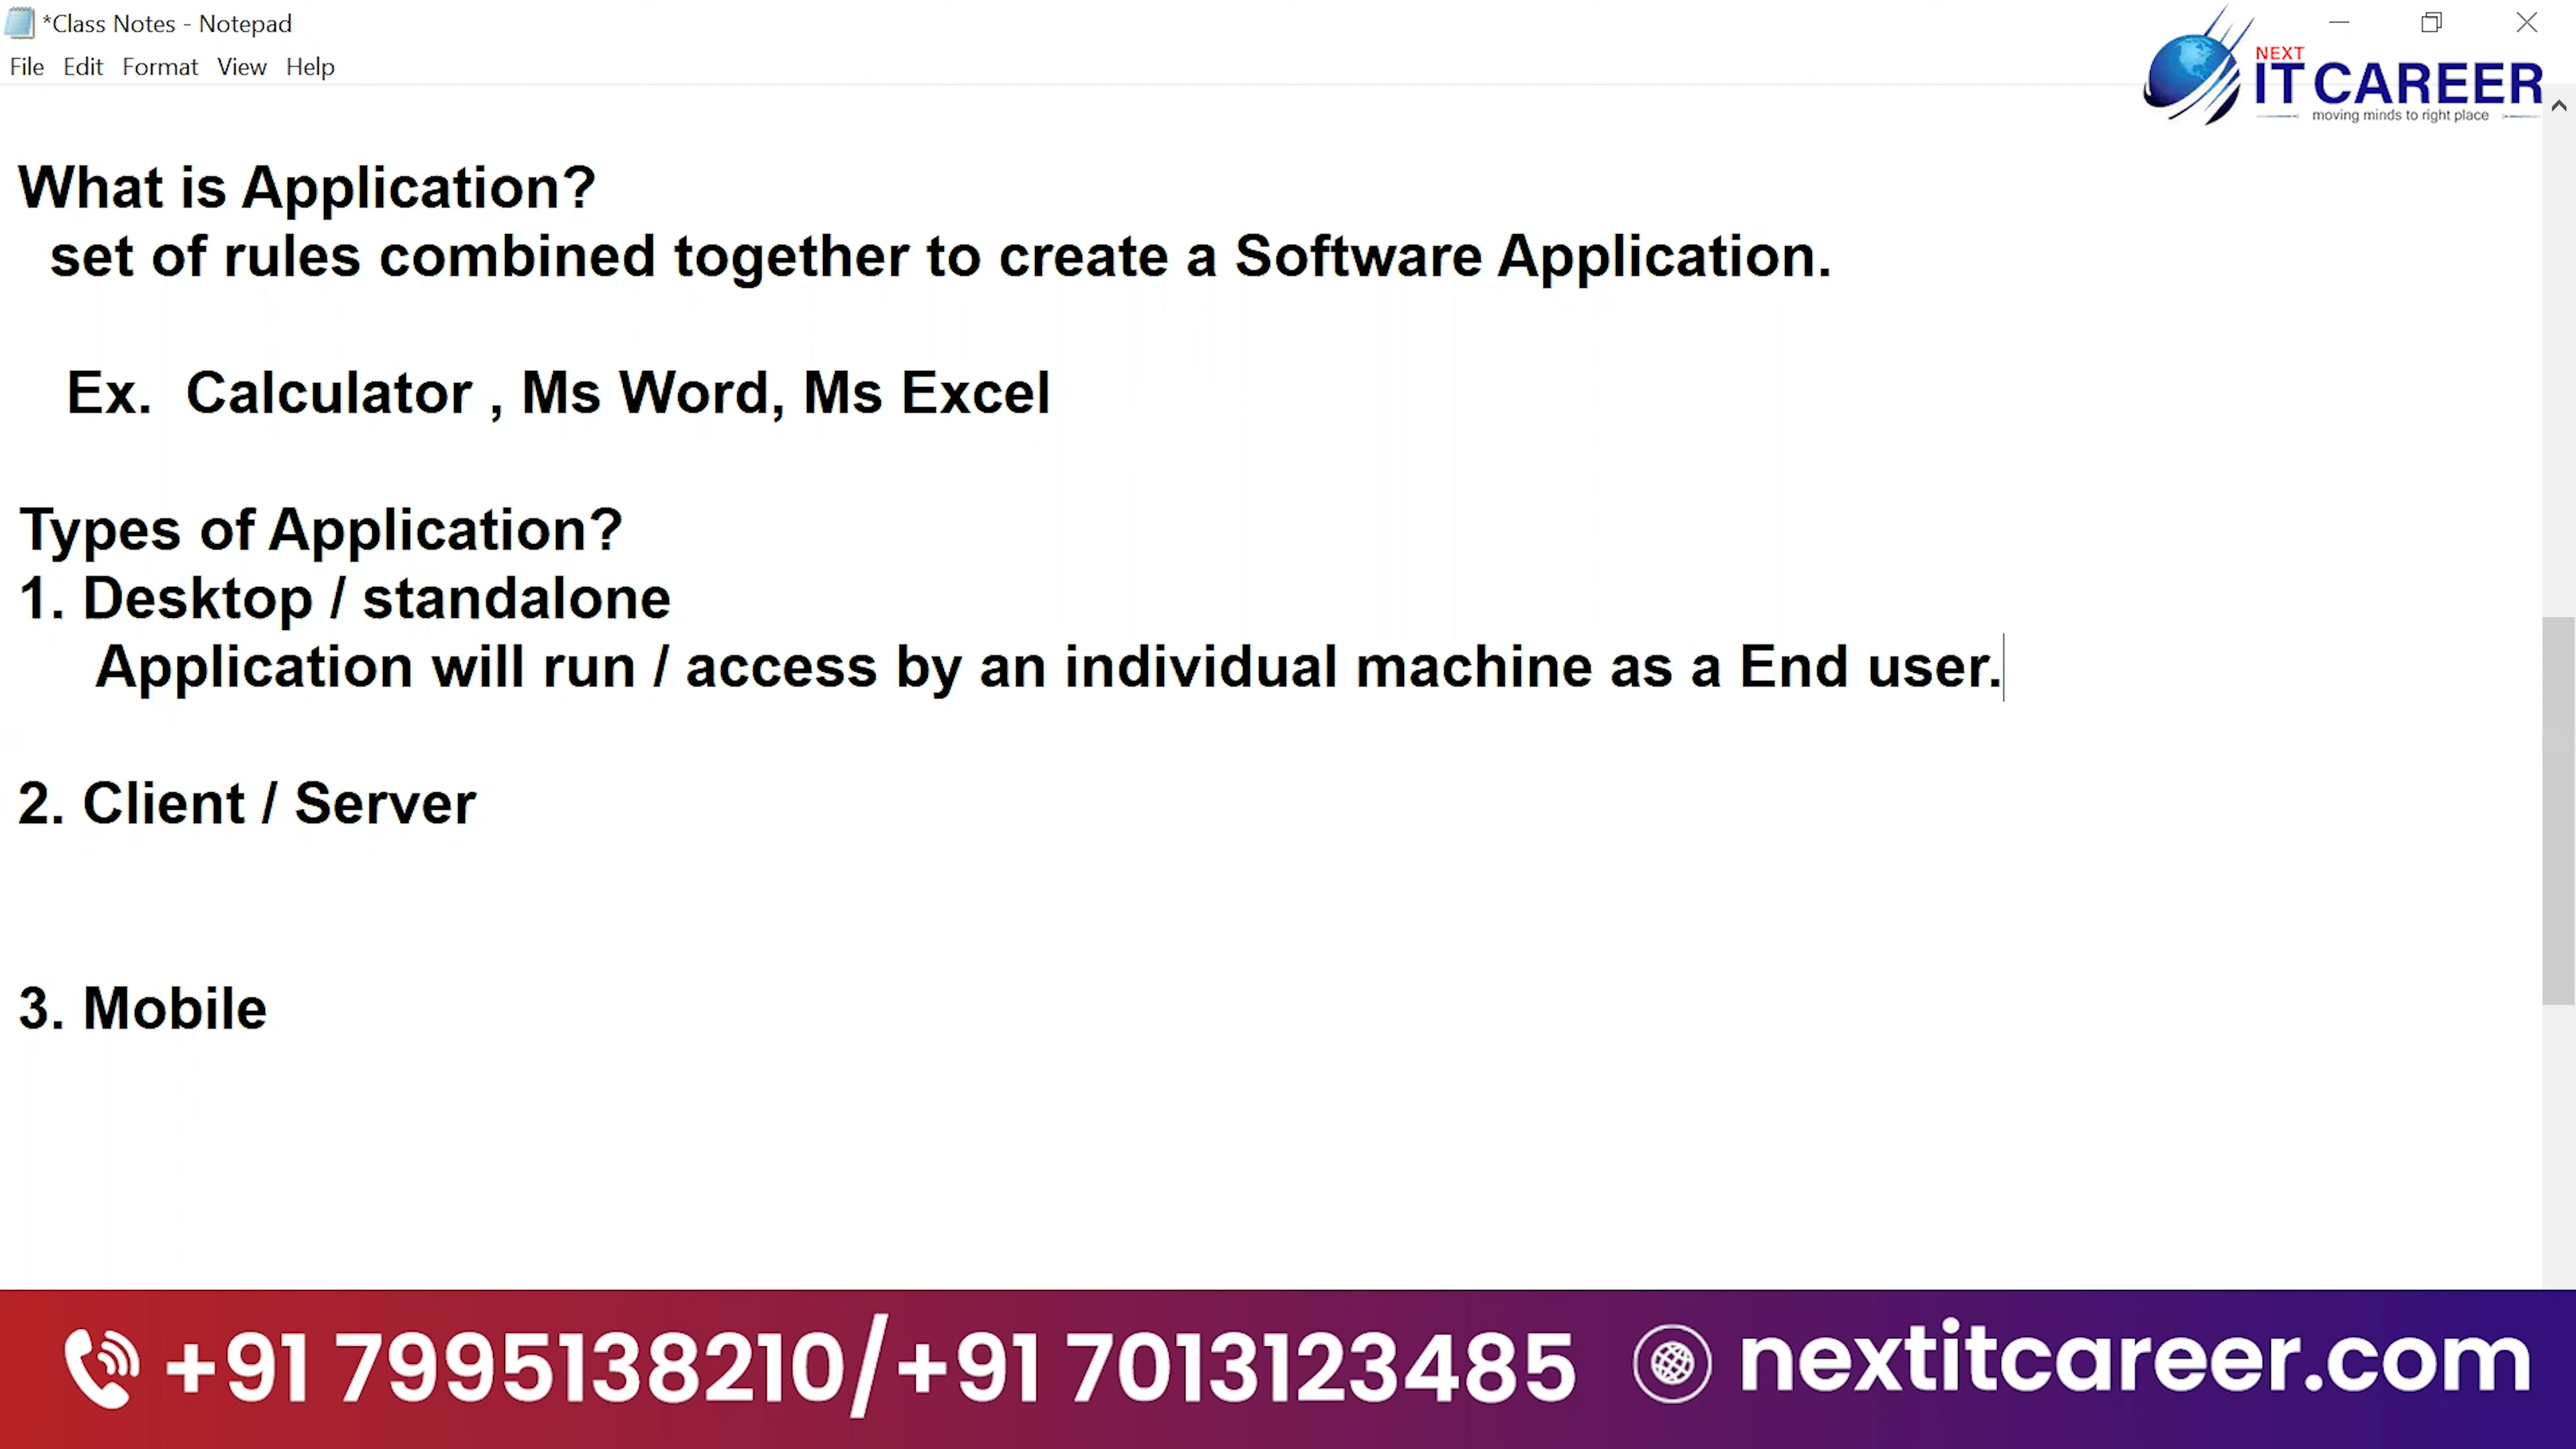 *Class Notes - Notepad
File Edit Format View Help
NEXT
IT CAREER
moving minds to right place
What is Application?
set of rules combined together to create a Software Application.
Ex. Calculator , Ms Word, Ms Excel
Types of Application?
1. Desktop / standalone
Application will run / access by an individual machine as a End user.
2. Client / Server
3. Mobile
+91 7995138210/+91 7013123485 nextitcareer.com